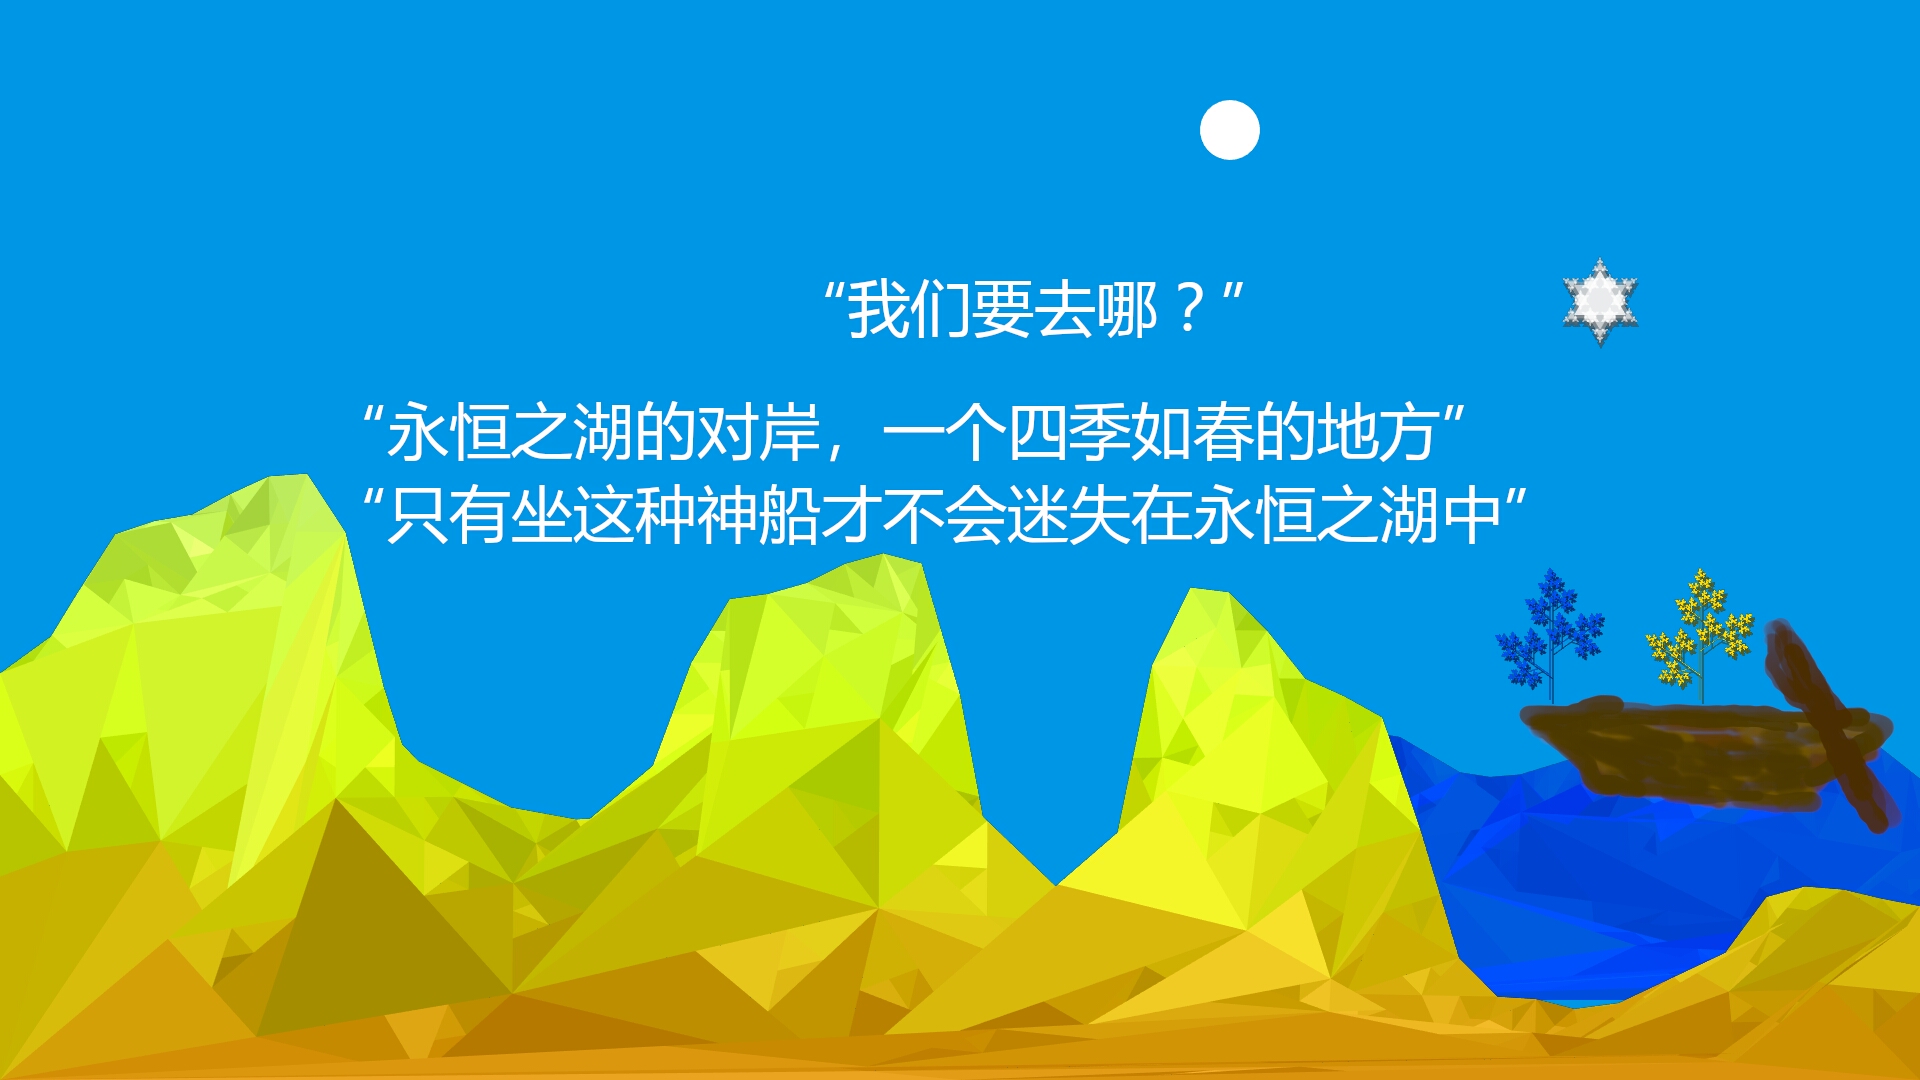 “我们要去哪？”
“永恒之湖的对岸，一个四季如春的地方”
“只有坐这种神船才不会迷失在永恒之湖中”